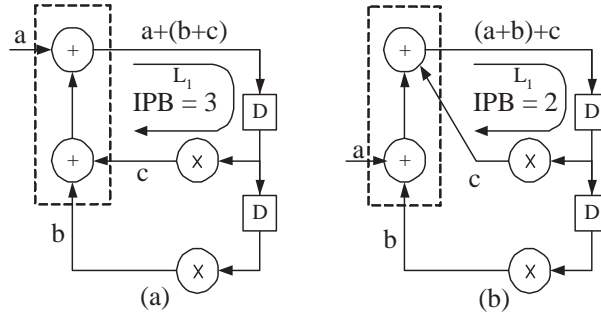 a
+
a+(b+c)
L1
IPB = 3
D
+
c
X
D
b
X
(a)
(a+b)+c
+
L1
IPB = 2
D
a
+
c
X
D
b
X
(b)